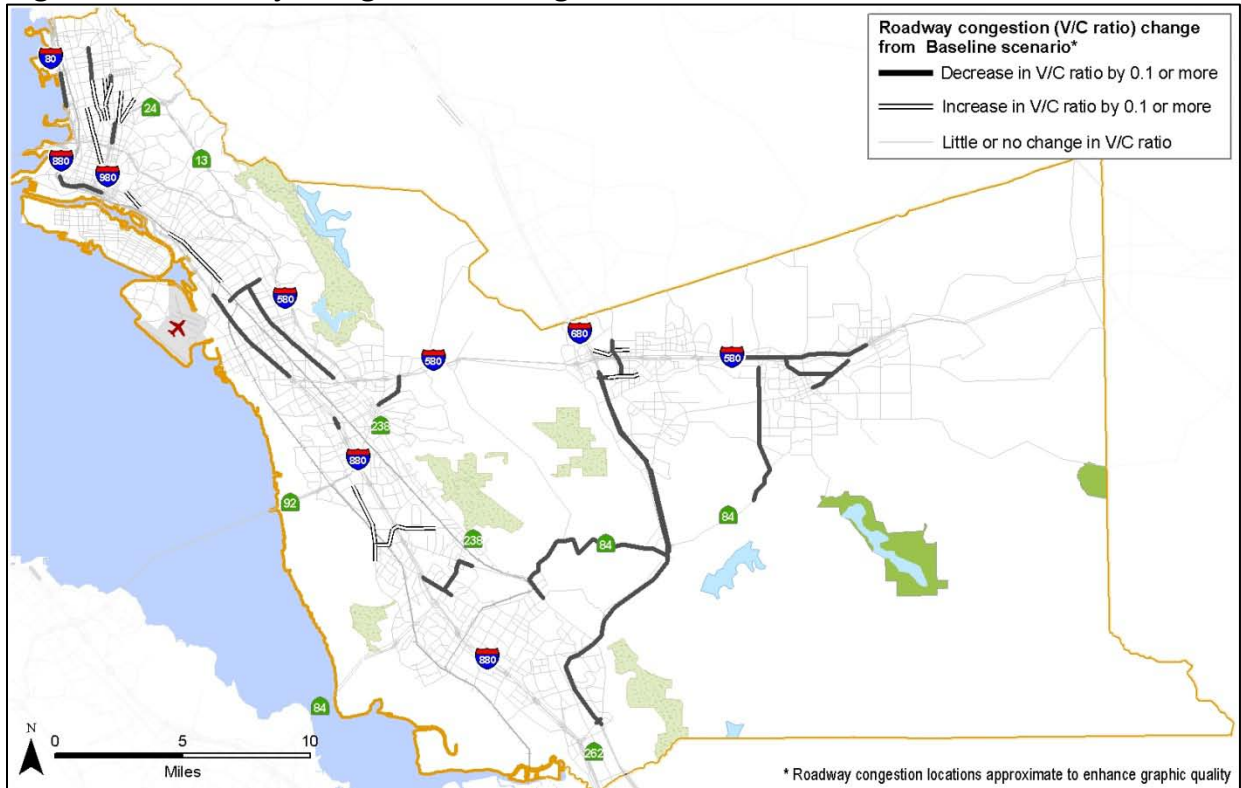 Roadway congestion (V/C ratio) change
from Baseline scenario*
Decrease in V/C ratio by 0.1 or more
Increase in V/C ratio by 0.1 or more
Little or no change in V/C ratio
80
24
13
880
980
580
680
580
580
238
880
92
238
84
84
880
84
262
N
0 5 10
Miles
* Roadway congestion locations approximate to enhance graphic quality